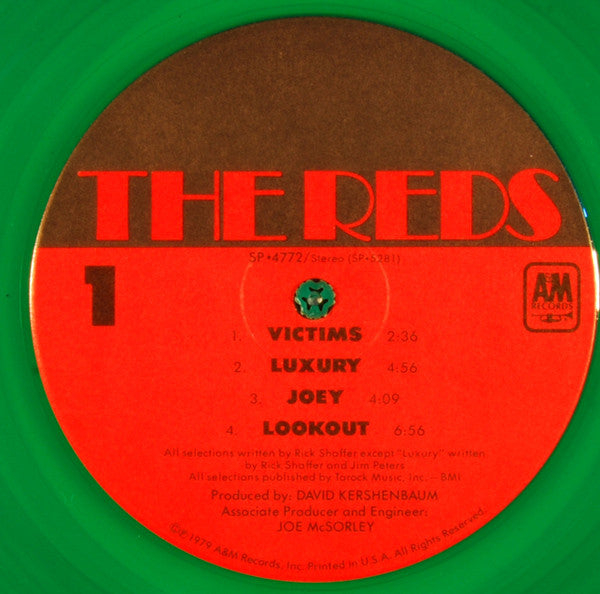 THE REDS
SP-4772/Stereo (SP-5281)
1
A&M
RECORDS
1. VICTIMS 2:36
2. LUXURY 4:56
3. JOEY 4:09
4. LOOKOUT 6:56
All selections written by Rick Shaffer except "Luxury" written
by Rick Shaffer and Jim Peters
All selections published by Tarock Music, Inc. – BMI
Produced by: DAVID KERSHENBAUM
Associate Producer and Engineer:
JOE McSORLEY
©℗ 1979 A&M Records, Inc. Printed in U.S.A. All Rights Reserved.